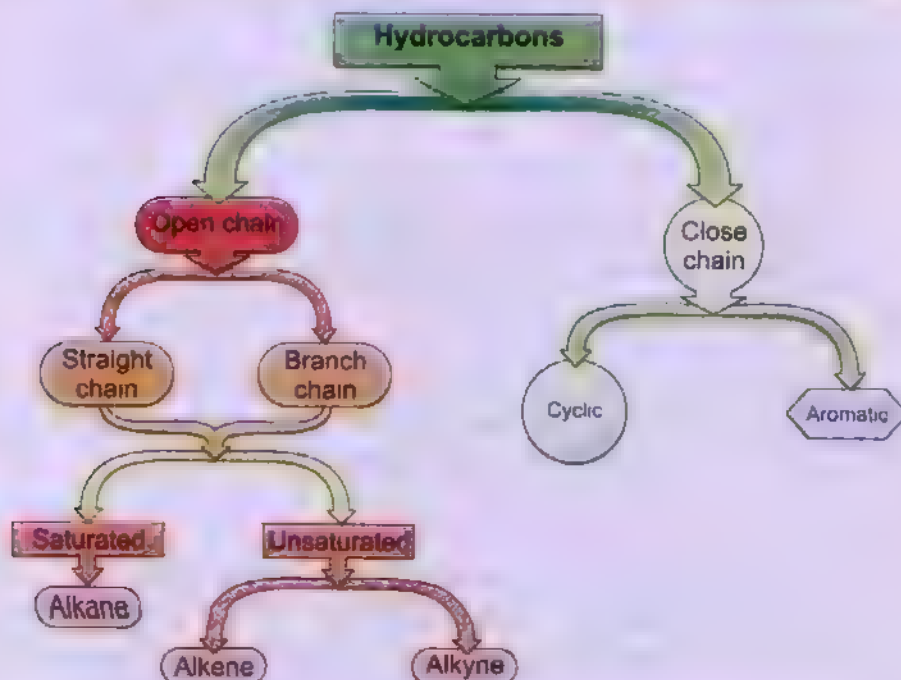 Hydrocarbons
Open chain
Close
chain
Straight
chain
Branch
chain
Cyclic
Aromatic
Saturated
Unsaturated
Alkane
Alkene
Alkyne